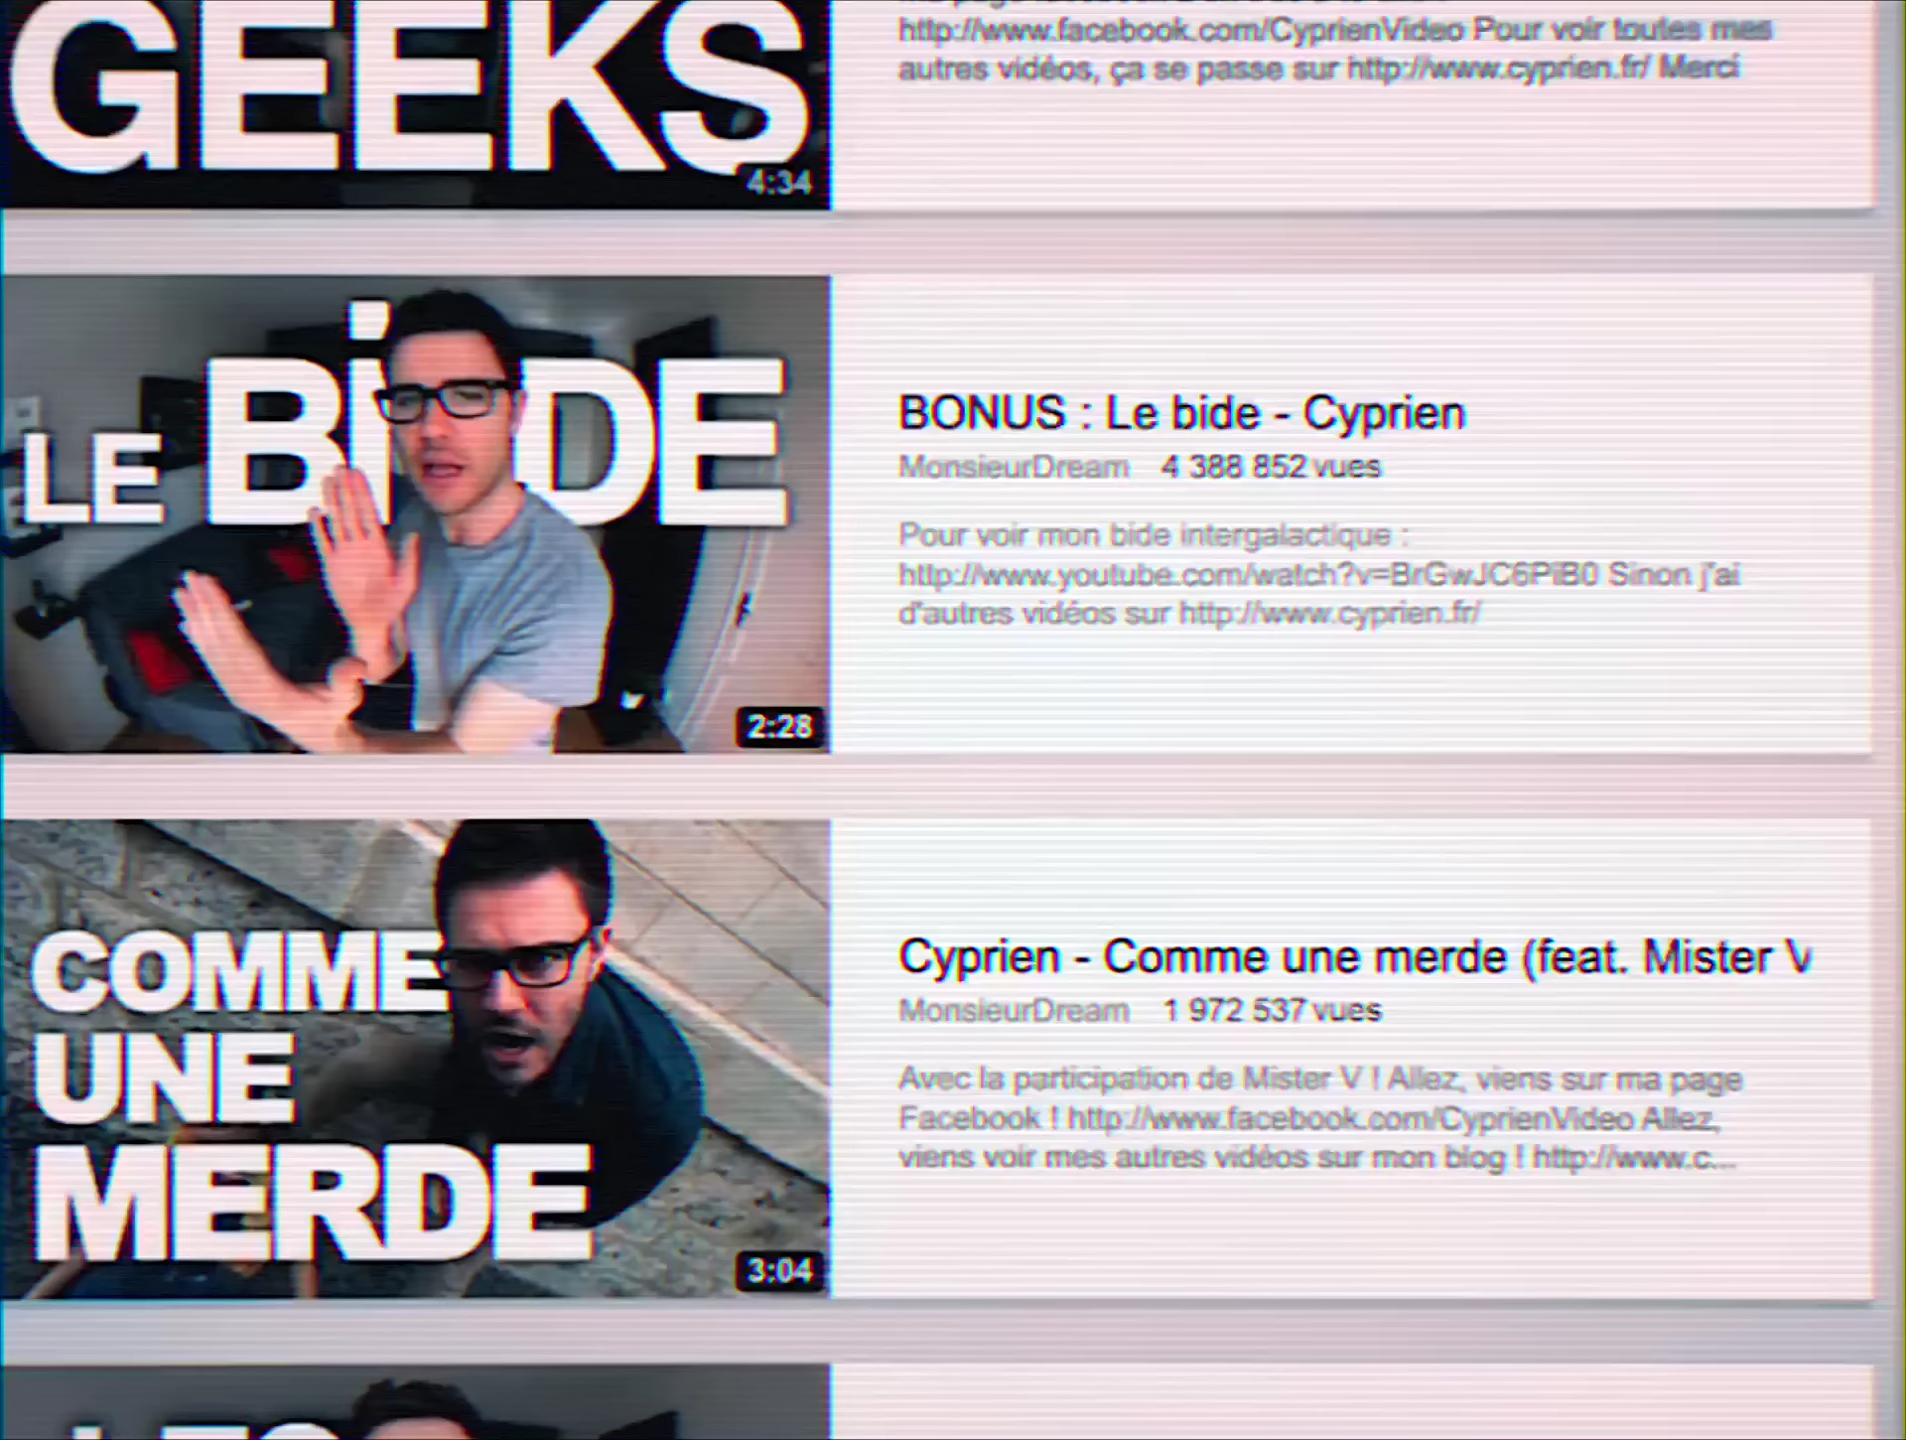 GEEKS
4:34
http://www.facebook.com/CyprienVideo Pour voir toutes mes
autres vidéos, ça se passe sur http://www.cyprien.fr/ Merci
LE BiDE
2:28
BONUS : Le bide - Cyprien
MonsieurDream 4 388 852 vues
Pour voir mon bide intergalactique :
http://www.youtube.com/watch?v=BrGwJC6PiB0 Sinon j'ai
d'autres vidéos sur http://www.cyprien.fr/
COMME
UNE
MERDE
3:04
Cyprien - Comme une merde (feat. Mister V
MonsieurDream 1 972 537 vues
Avec la participation de Mister V ! Allez, viens sur ma page
Facebook ! http://www.facebook.com/CyprienVideo Allez,
viens voir mes autres vidéos sur mon blog ! http://www.c...